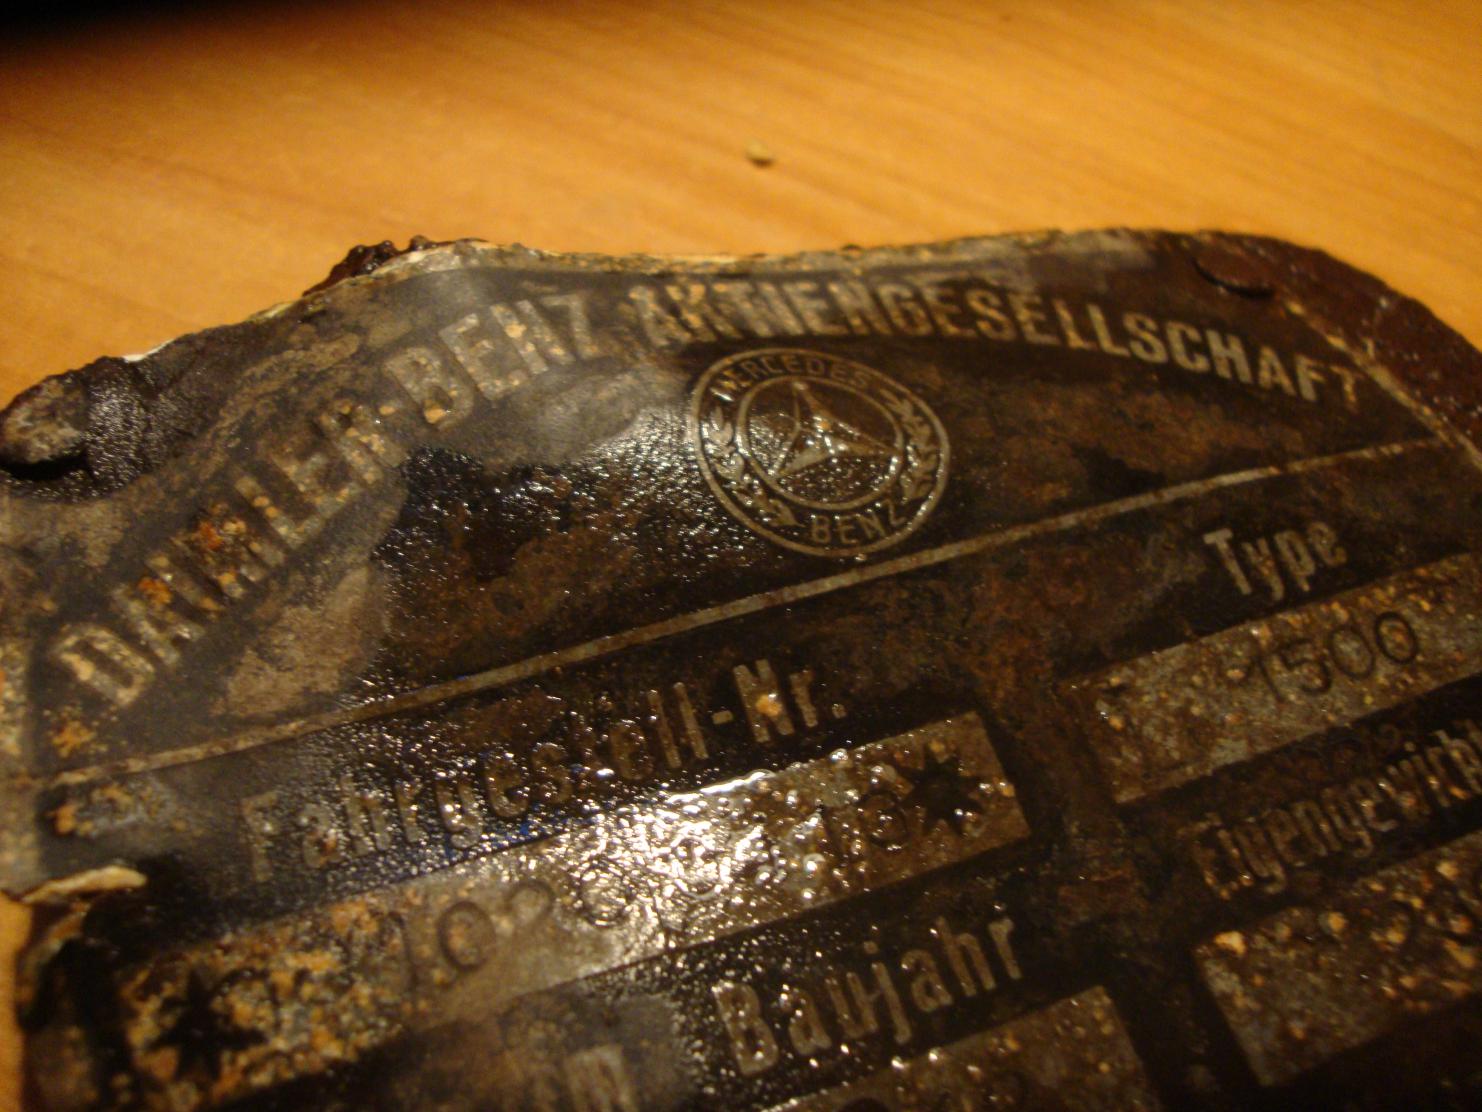 DAIMLER-BENZ AKTIENGESELLSCHAFT
MERCEDES
BENZ
Type
Fahrgestell-Nr.
1500
Eigengewicht
Baujahr